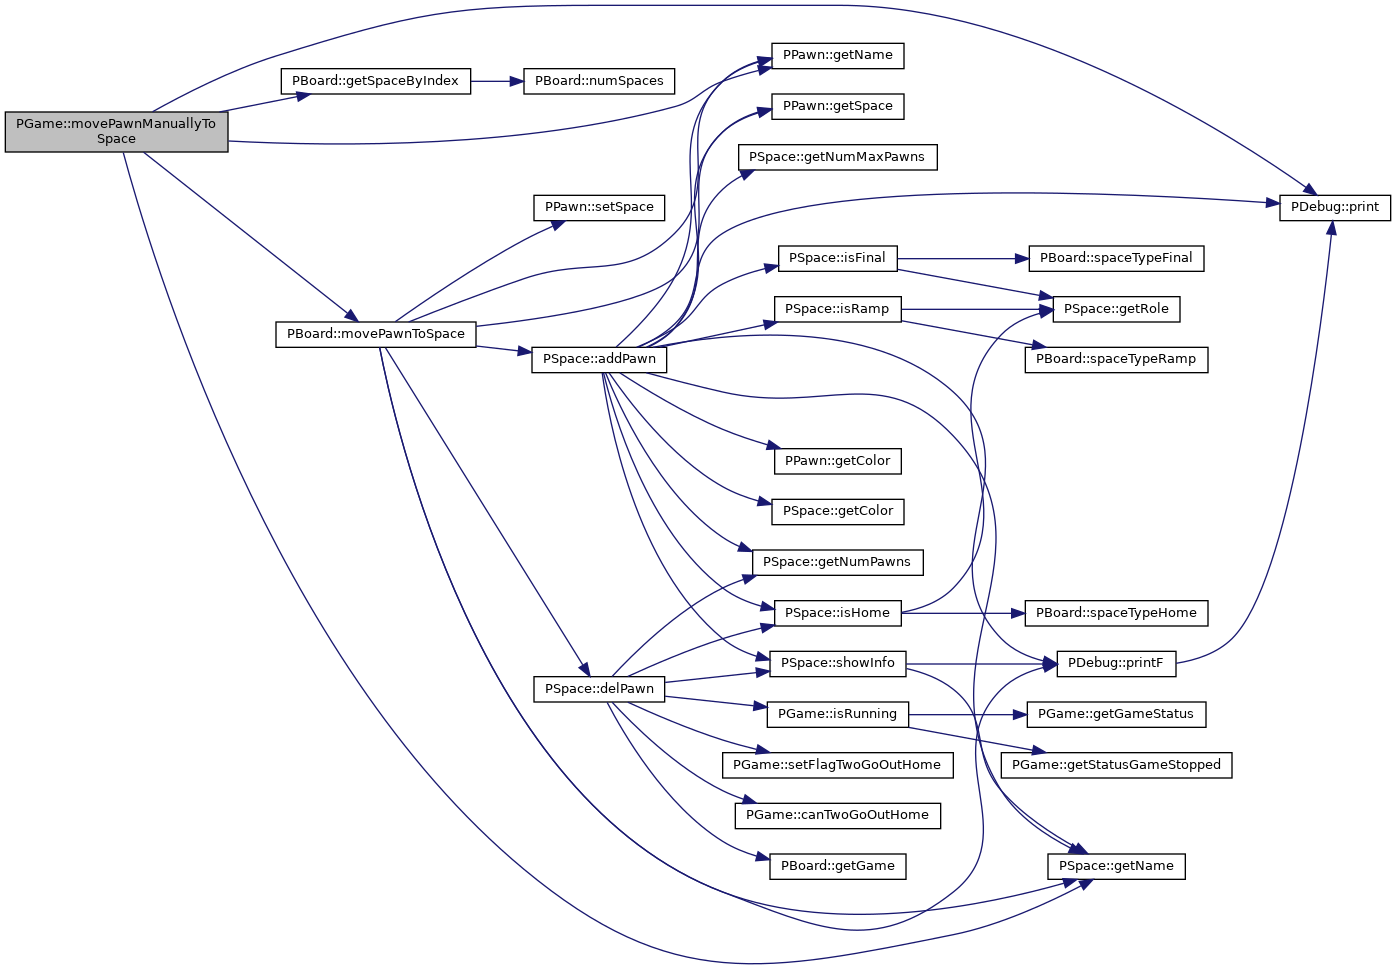 PGame::movePawnManuallyTo
Space
PBoard::getSpaceByIndex
PBoard::numSpaces
PBoard::movePawnToSpace
PPawn::setSpace
PSpace::addPawn
PSpace::delPawn
PPawn::getName
PPawn::getSpace
PSpace::getNumMaxPawns
PSpace::isFinal
PSpace::isRamp
PPawn::getColor
PSpace::getColor
PSpace::getNumPawns
PSpace::isHome
PSpace::showInfo
PGame::isRunning
PGame::setFlagTwoGoOutHome
PGame::canTwoGoOutHome
PBoard::getGame
PDebug::print
PBoard::spaceTypeFinal
PSpace::getRole
PBoard::spaceTypeRamp
PBoard::spaceTypeHome
PDebug::printF
PGame::getGameStatus
PGame::getStatusGameStopped
PSpace::getName